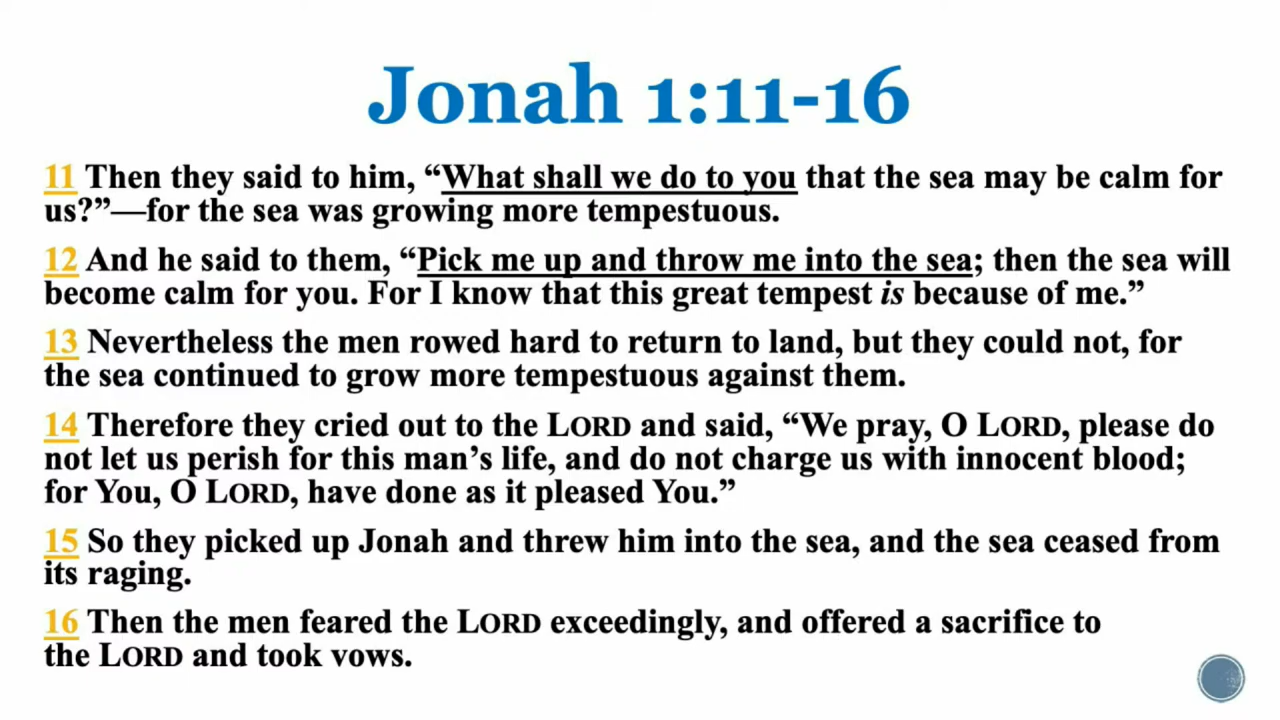 Jonah 1:11-16
11 Then they said to him, “What shall we do to you that the sea may be calm for
us?”—for the sea was growing more tempestuous.
12 And he said to them, “Pick me up and throw me into the sea; then the sea will
become calm for you. For I know that this great tempest is because of me.”
13 Nevertheless the men rowed hard to return to land, but they could not, for
the sea continued to grow more tempestuous against them.
14 Therefore they cried out to the LORD and said, “We pray, O LORD, please do
not let us perish for this man’s life, and do not charge us with innocent blood;
for You, O LORD, have done as it pleased You.”
15 So they picked up Jonah and threw him into the sea, and the sea ceased from
its raging.
16 Then the men feared the LORD exceedingly, and offered a sacrifice to
the LORD and took vows.